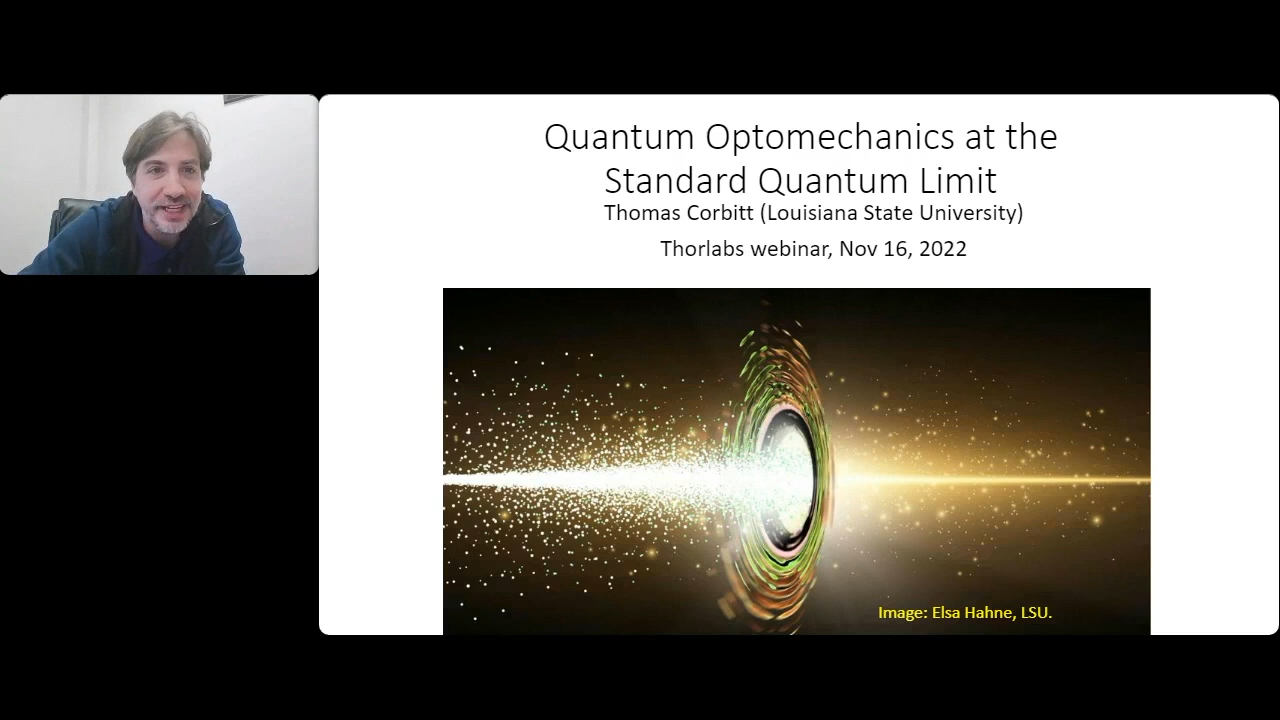 Quantum Optomechanics at the
Standard Quantum Limit
Thomas Corbitt (Louisiana State University)
Thorlabs webinar, Nov 16, 2022
Image: Elsa Hahne, LSU.